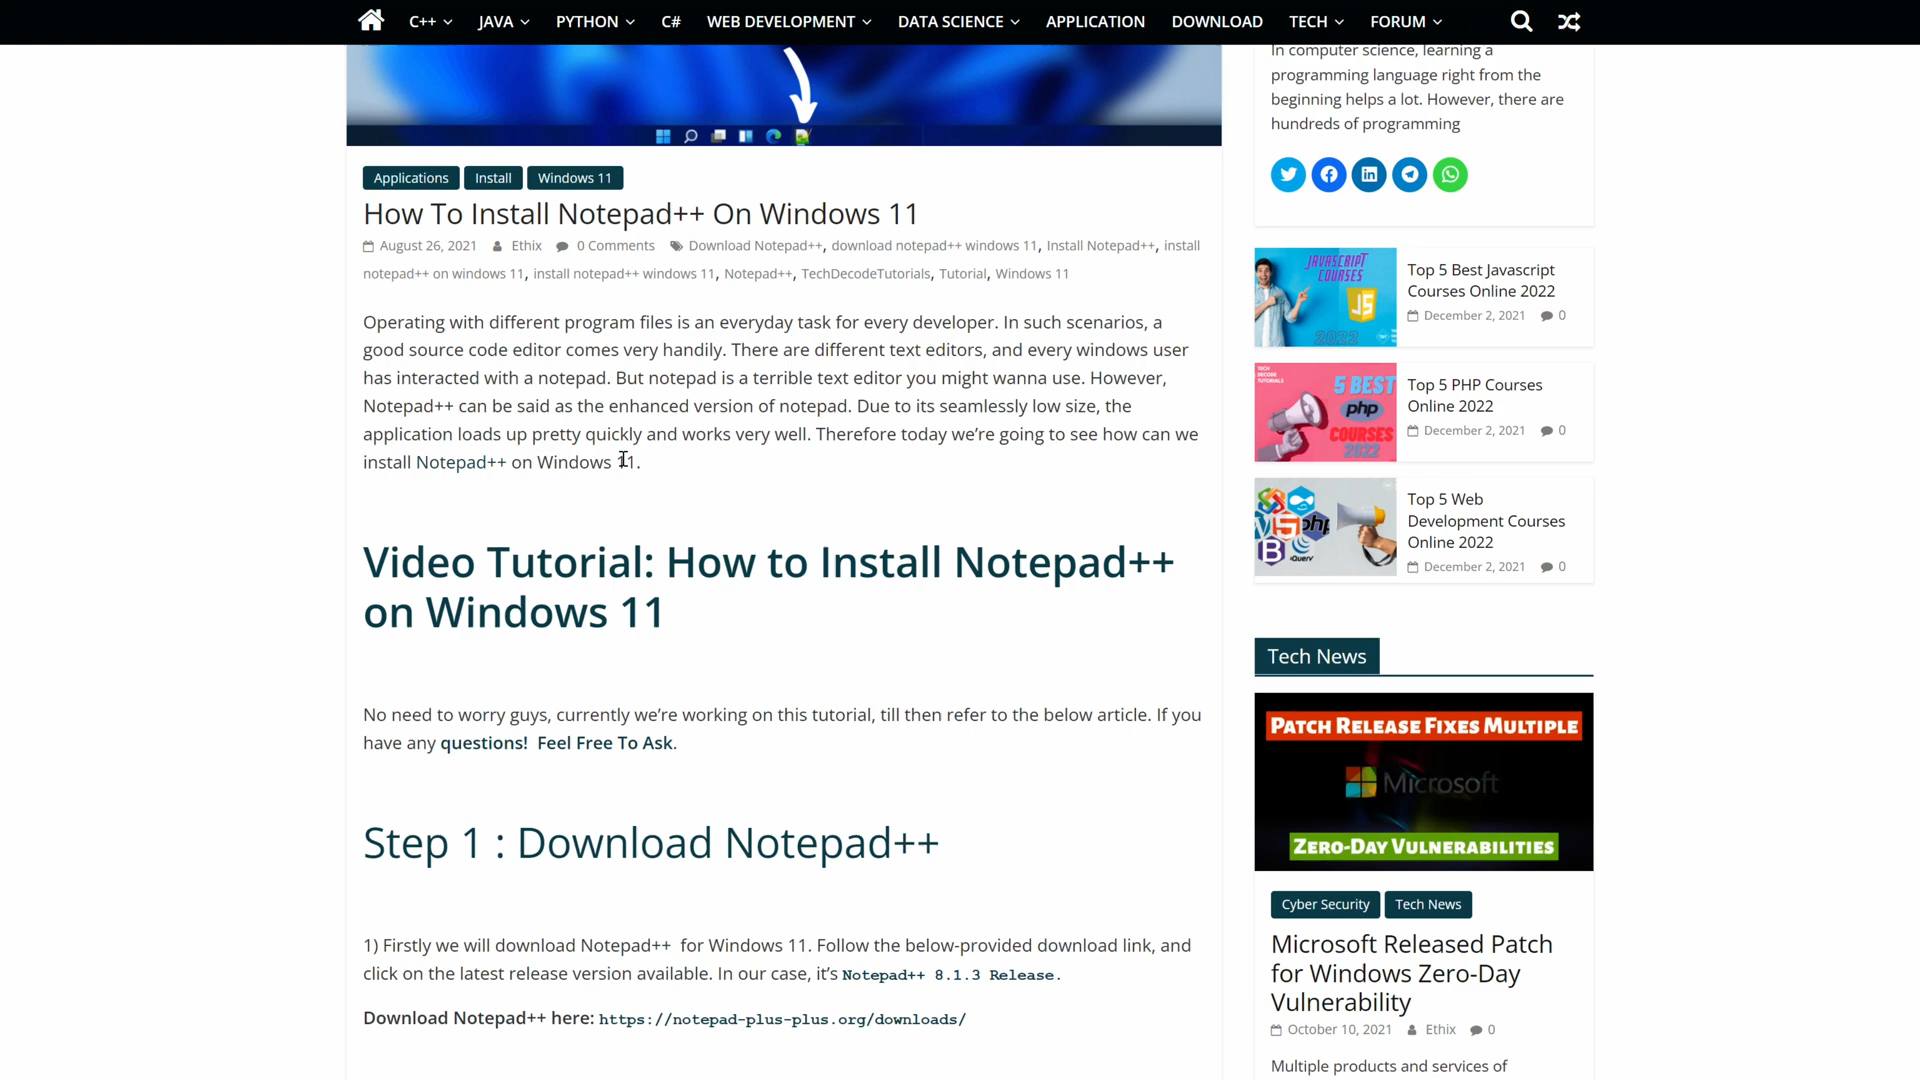 C++ JAVA PYTHON C# WEB DEVELOPMENT DATA SCIENCE APPLICATION DOWNLOAD TECH FORUM
Applications Install Windows 11
How To Install Notepad++ On Windows 11
August 26, 2021 Ethix 0 Comments Download Notepad++, download notepad++ windows 11, Install Notepad++, install
notepad++ on windows 11, install notepad++ windows 11, Notepad++, TechDecodeTutorials, Tutorial, Windows 11
Operating with different program files is an everyday task for every developer. In such scenarios, a
good source code editor comes very handily. There are different text editors, and every windows user
has interacted with a notepad. But notepad is a terrible text editor you might wanna use. However,
Notepad++ can be said as the enhanced version of notepad. Due to its seamlessly low size, the
application loads up pretty quickly and works very well. Therefore today we’re going to see how can we
install Notepad++ on Windows 11.
Video Tutorial: How to Install Notepad++
on Windows 11
No need to worry guys, currently we’re working on this tutorial, till then refer to the below article. If you
have any questions! Feel Free To Ask.
Step 1 : Download Notepad++
1) Firstly we will download Notepad++ for Windows 11. Follow the below-provided download link, and
click on the latest release version available. In our case, it’s Notepad++ 8.1.3 Release.
Download Notepad++ here: https://notepad-plus-plus.org/downloads/
In computer science, learning a
programming language right from the
beginning helps a lot. However, there are
hundreds of programming
JAVASCRIPT
COURSES
JS
2022
Top 5 Best Javascript
Courses Online 2022
December 2, 2021 0
TECH
DECODE
TUTORIALS
5 BEST
php
COURSES
2022
Top 5 PHP Courses
Online 2022
December 2, 2021 0
php
B
jQuery
Top 5 Web
Development Courses
Online 2022
December 2, 2021 0
Tech News
PATCH RELEASE FIXES MULTIPLE
Microsoft
ZERO-DAY VULNERABILITIES
Cyber Security Tech News
Microsoft Released Patch
for Windows Zero-Day
Vulnerability
October 10, 2021 Ethix 0
Multiple products and services of